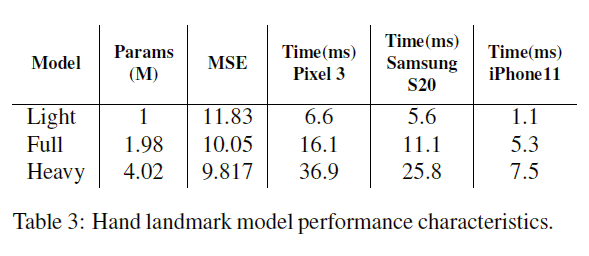 Model Params (M) MSE Time(ms) Pixel 3 Time(ms) Samsung S20 Time(ms) iPhone11
Light 1 11.83 6.6 5.6 1.1
Full 1.98 10.05 16.1 11.1 5.3
Heavy 4.02 9.817 36.9 25.8 7.5
Table 3: Hand landmark model performance characteristics.